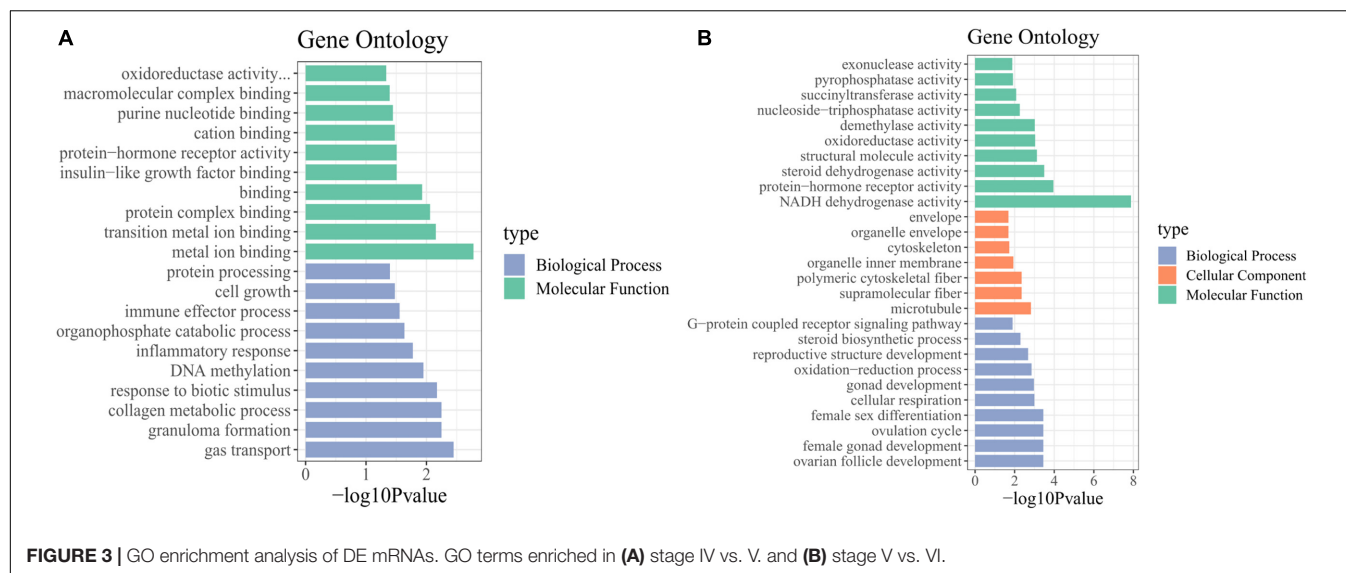 A
Gene Ontology
oxidoreductase activity...
macromolecular complex binding
purine nucleotide binding
cation binding
protein−hormone receptor activity
insulin−like growth factor binding
binding
protein complex binding
transition metal ion binding
metal ion binding
protein processing
cell growth
immune effector process
organophosphate catabolic process
inflammatory response
DNA methylation
response to biotic stimulus
collagen metabolic process
granuloma formation
gas transport
0 1 2
−log10Pvalue
type
Biological Process
Molecular Function
B
Gene Ontology
exonuclease activity
pyrophosphatase activity
succinyltransferase activity
nucleoside−triphosphatase activity
demethylase activity
oxidoreductase activity
structural molecule activity
steroid dehydrogenase activity
protein−hormone receptor activity
NADH dehydrogenase activity
envelope
organelle envelope
cytoskeleton
organelle inner membrane
polymeric cytoskeletal fiber
supramolecular fiber
microtubule
G−protein coupled receptor signaling pathway
steroid biosynthetic process
reproductive structure development
oxidation−reduction process
gonad development
cellular respiration
female sex differentiation
ovulation cycle
female gonad development
ovarian follicle development
0 2 4 6 8
−log10Pvalue
type
Biological Process
Cellular Component
Molecular Function
FIGURE 3 | GO enrichment analysis of DE mRNAs. GO terms enriched in (A) stage IV vs. V. and (B) stage V vs. VI.